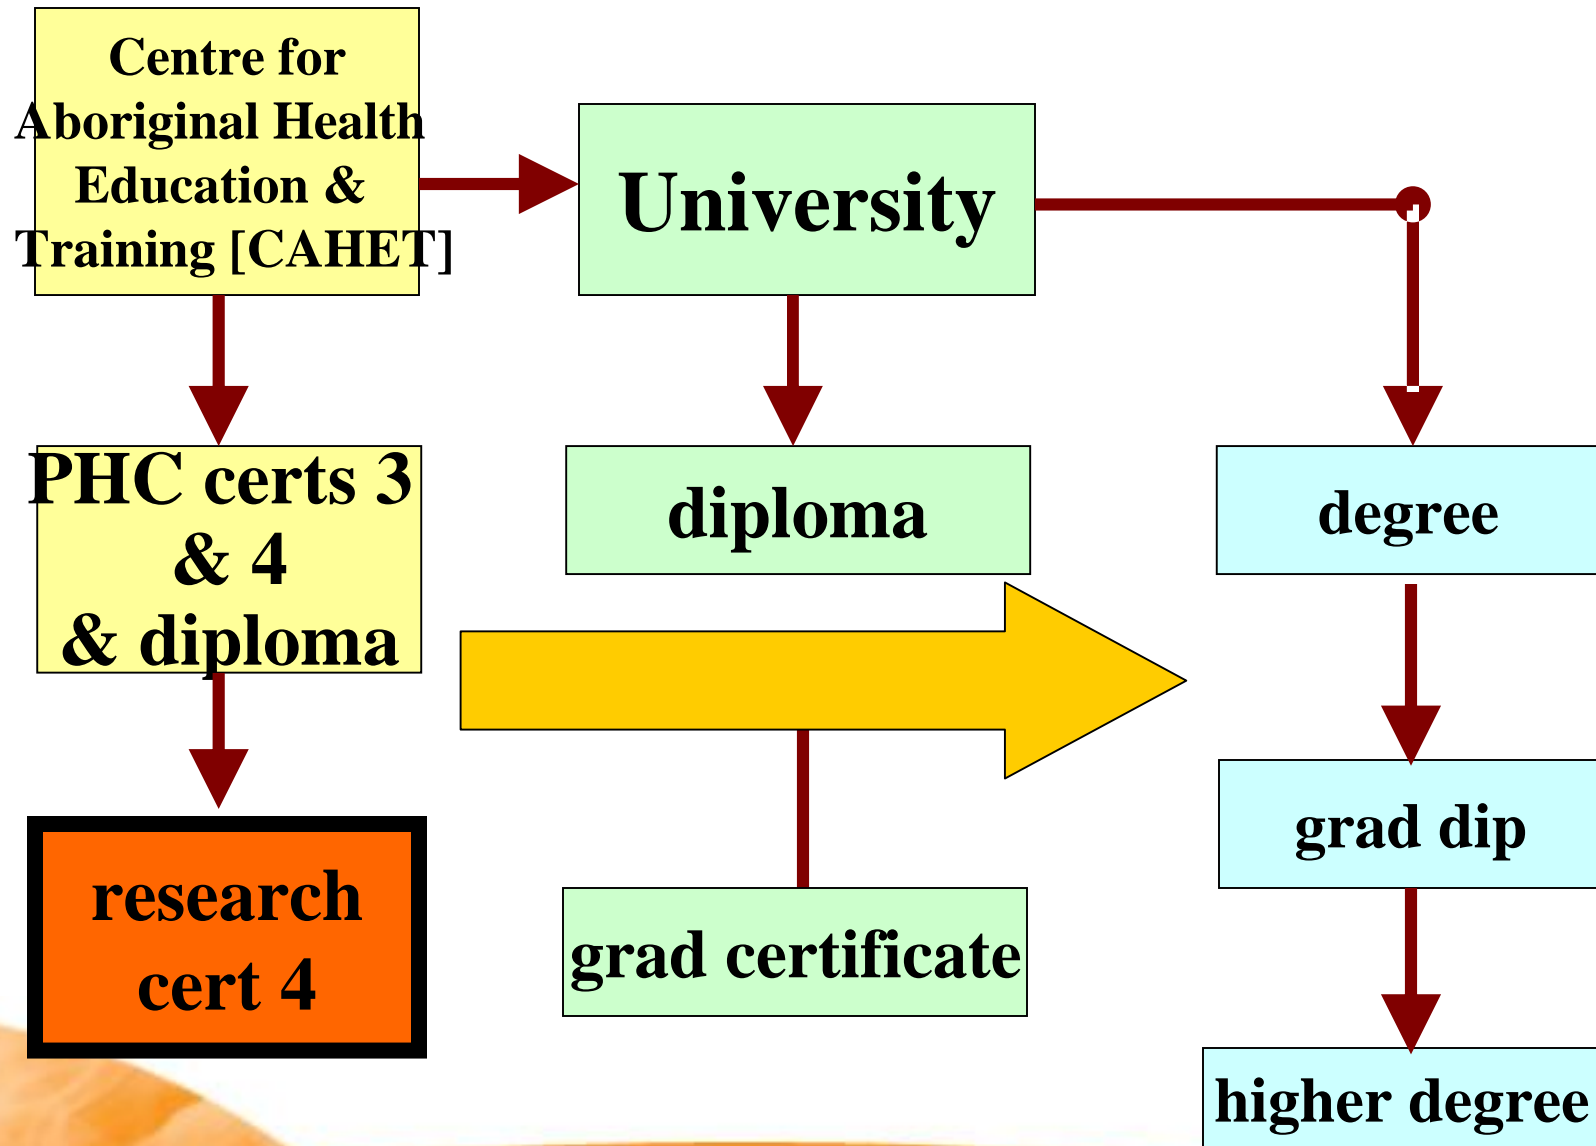 Centre for
Aboriginal Health
Education &
Training [CAHET]
University
PHC certs 3
& 4
& diploma
diploma
degree
research
cert 4
grad certificate
grad dip
higher degree